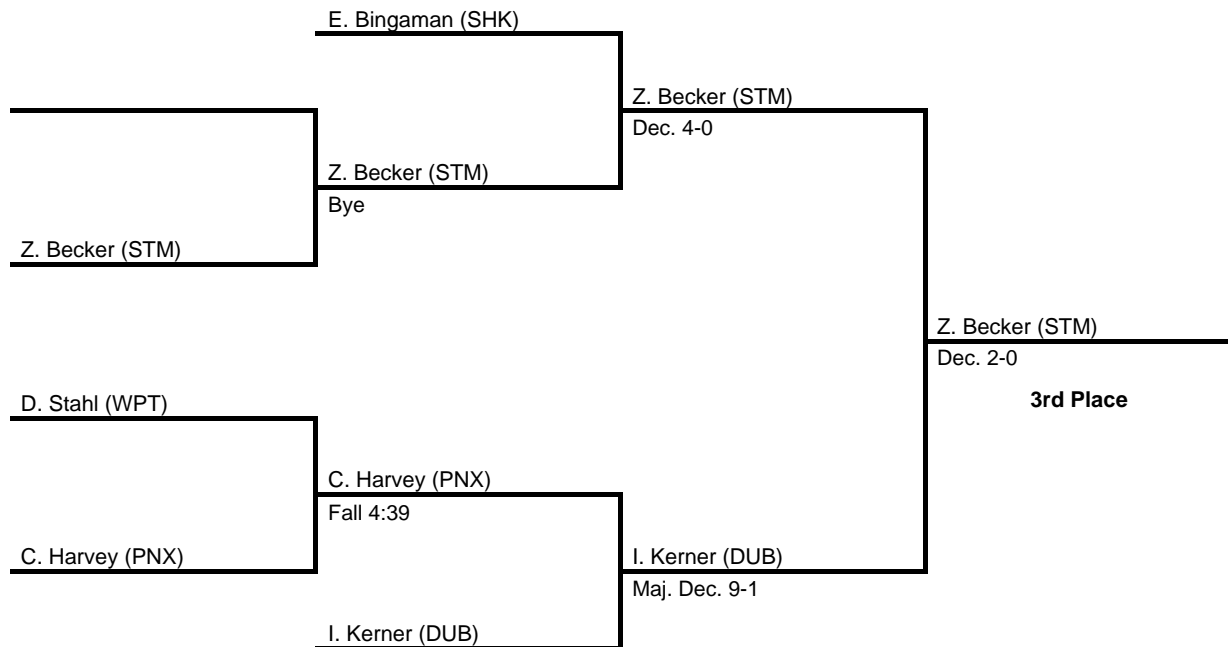 E. Bingaman (SHK)
Z. Becker (STM)
Dec. 4-0
Z. Becker (STM)
Bye
Z. Becker (STM)
Z. Becker (STM)
Dec. 2-0
3rd Place
D. Stahl (WPT)
C. Harvey (PNX)
Fall 4:39
C. Harvey (PNX)
I. Kerner (DUB)
Maj. Dec. 9-1
I. Kerner (DUB)